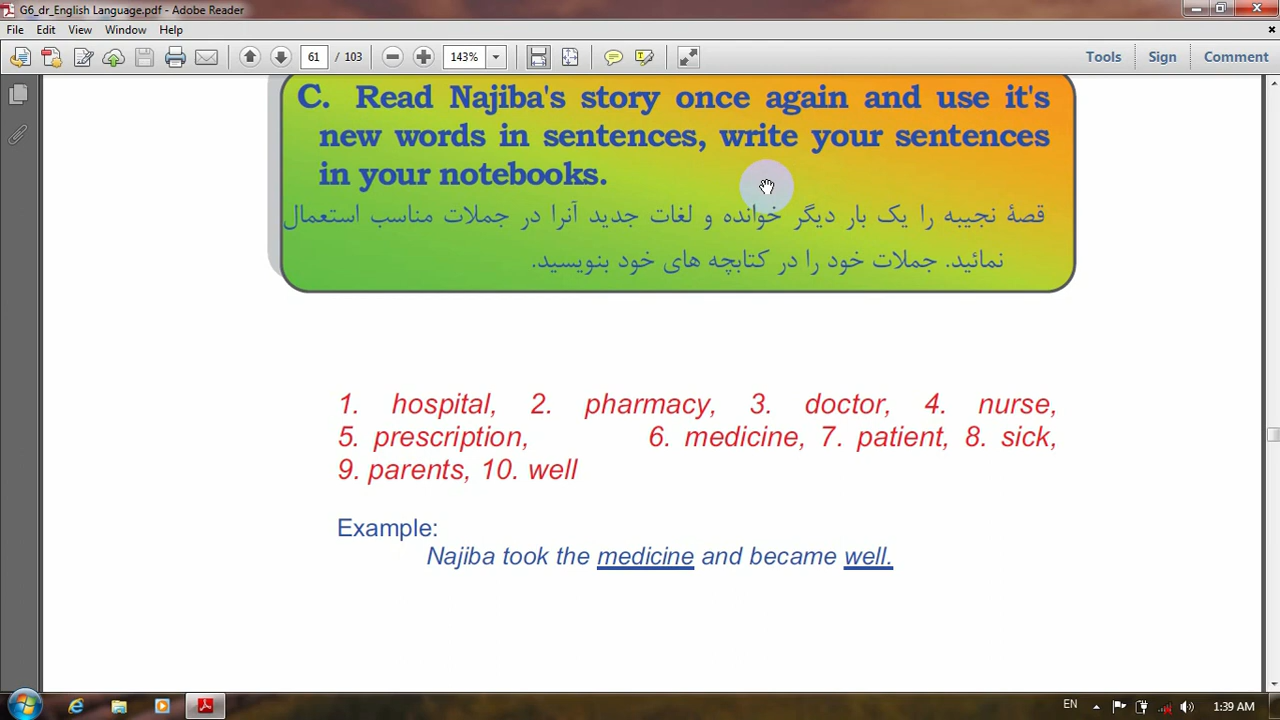 G6_dr_English Language.pdf - Adobe Reader
File Edit View Window Help
61 / 103 143% Tools Sign Comment
C. Read Najiba's story once again and use it's
new words in sentences, write your sentences
in your notebooks.
قصهٔ نجیبه را یک بار دیگر خوانده و لغات جدید آنرا در جملات مناسب استعمال
نمائید. جملات خود را در کتابچه های خود بنویسید.
1. hospital, 2. pharmacy, 3. doctor, 4. nurse,
5. prescription, 6. medicine, 7. patient, 8. sick,
9. parents, 10. well
Example:
Najiba took the medicine and became well.
EN 1:39 AM